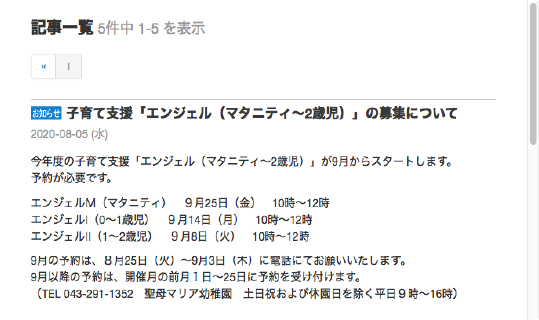 記事一覧 5件中 1-5 を表示
« 1
お知らせ 子育て支援「エンジェル（マタニティ～2歳児）」の募集について
2020-08-05 (水)
今年度の子育て支援「エンジェル（マタニティ～2歳児）」が9月からスタートします。
予約が必要です。
エンジェルM（マタニティ）　９月25日（金）　10時～12時
エンジェルⅠ（0～1歳児）　９月14日（月）　10時～12時
エンジェルII（1～2歳児）　９月8日（火）　10時～12時
9月の予約は、８月25日（火）～9月3日（木）に電話にてお願いいたします。
9月以降の予約は、開催月の前月１日～25日に予約を受け付けます。
（TEL 043-291-1352　聖母マリア幼稚園　土日祝および休園日を除く平日９時～16時）